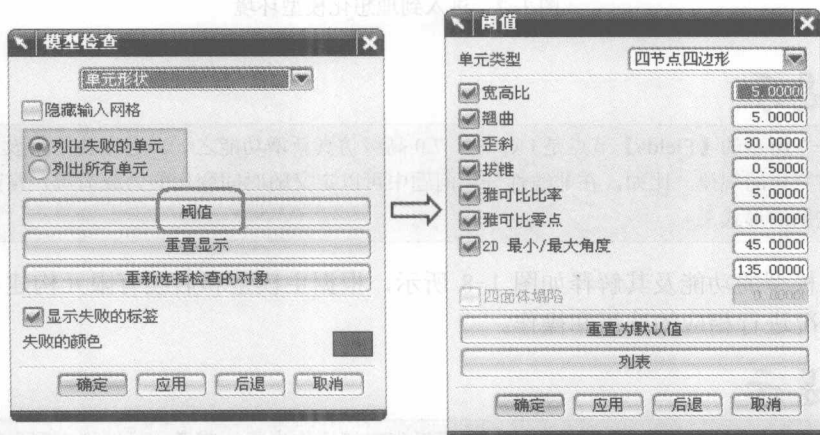 模型检查
单元形状
隐藏输入网格
列出失败的单元
列出所有单元
阈值
重置显示
重新选择检查的对象
显示失败的标签
失败的颜色
确定 应用 后退 取消
阈值
单元类型 四节点四边形
宽高比 5.0000
翘曲 5.0000
歪斜 30.0000
拔锥 0.5000
雅可比比率 5.0000
雅可比零点 0.0000
2D 最小/最大角度 45.0000
135.0000
四面体塌陷 0.0000
重置为默认值
列表
确定 应用 后退 取消